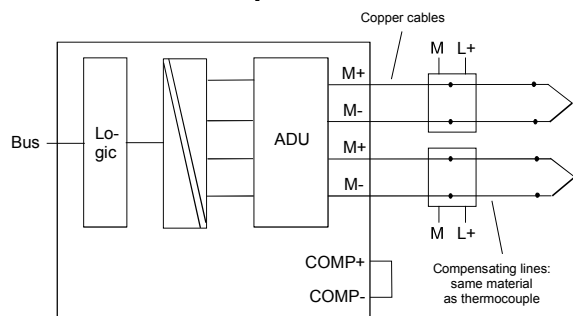 Copper cables
M L+
M+
M-
M+
M-
Bus
Lo-
gic
ADU
M L+
COMP+
COMP-
Compensating lines:
same material
as thermocouple